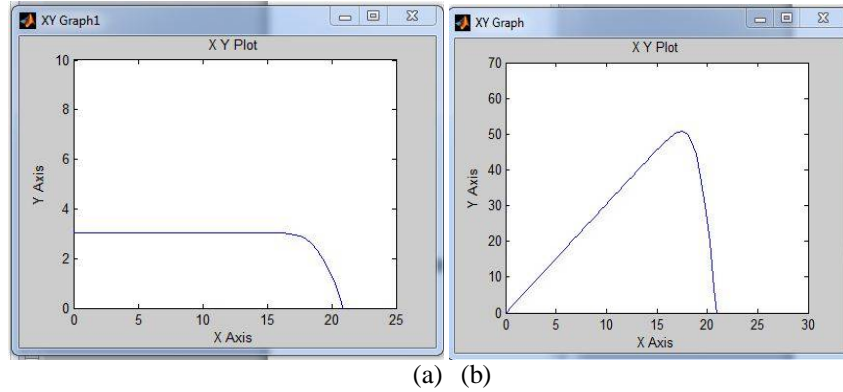 XY Graph1
X Y Plot
10
8
6
4
2
0
Y Axis
0 5 10 15 20 25
X Axis
XY Graph
X Y Plot
70
60
50
40
30
20
10
0
Y Axis
0 5 10 15 20 25 30
X Axis
(a) (b)